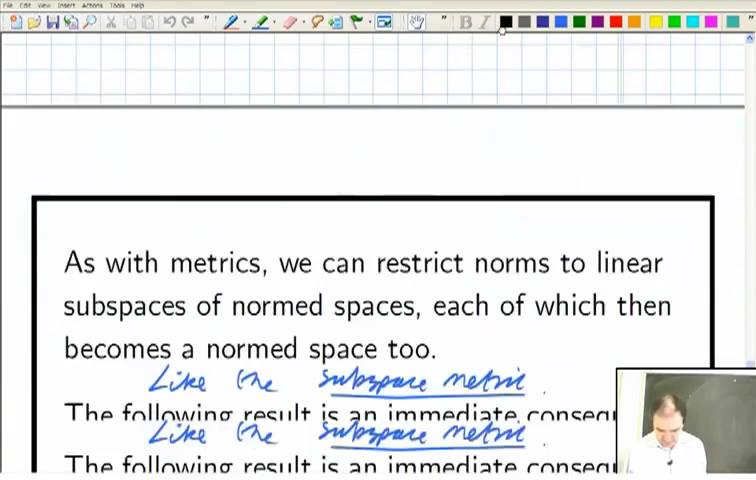 File Edit View Insert Actions Tools Help
B I
As with metrics, we can restrict norms to linear
subspaces of normed spaces, each of which then
becomes a normed space too.
Like the subspace metric.
The following result is an immediate consequ
Like the subspace metric.
The following result is an immediate consequ